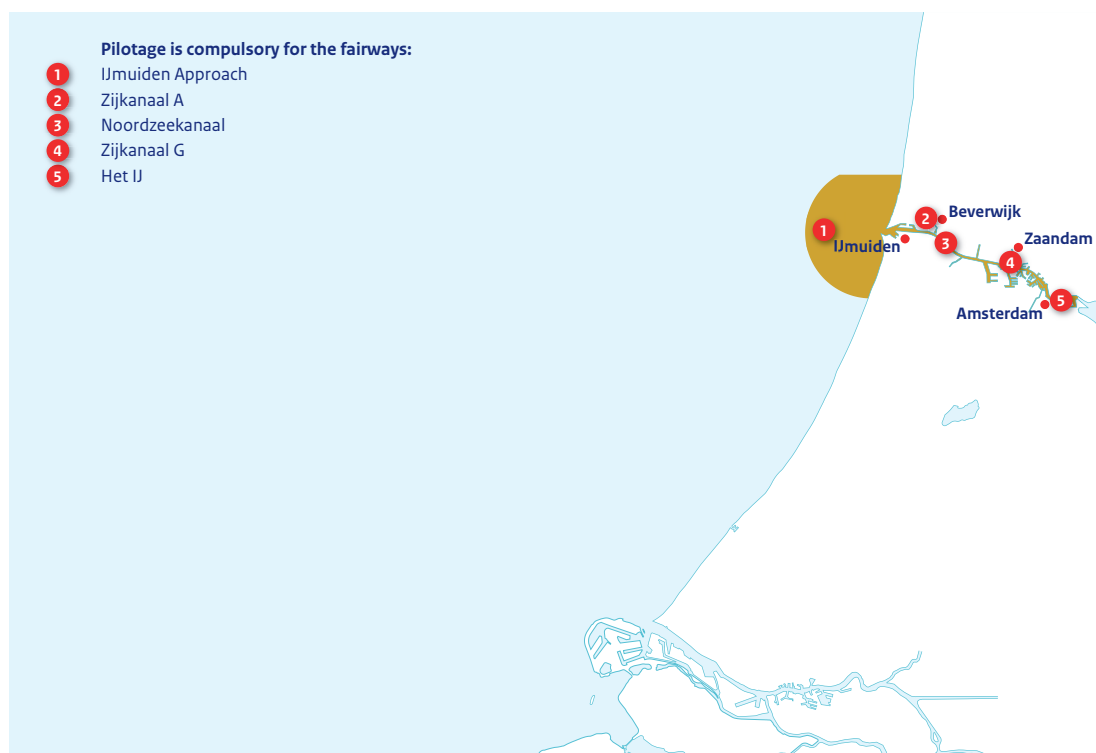 Pilotage is compulsory for the fairways:
1 IJmuiden Approach
2 Zijkanaal A
3 Noordzeekanaal
4 Zijkanaal G
5 Het IJ
2 Beverwijk
1
IJmuiden
3
Zaandam
4
5
Amsterdam